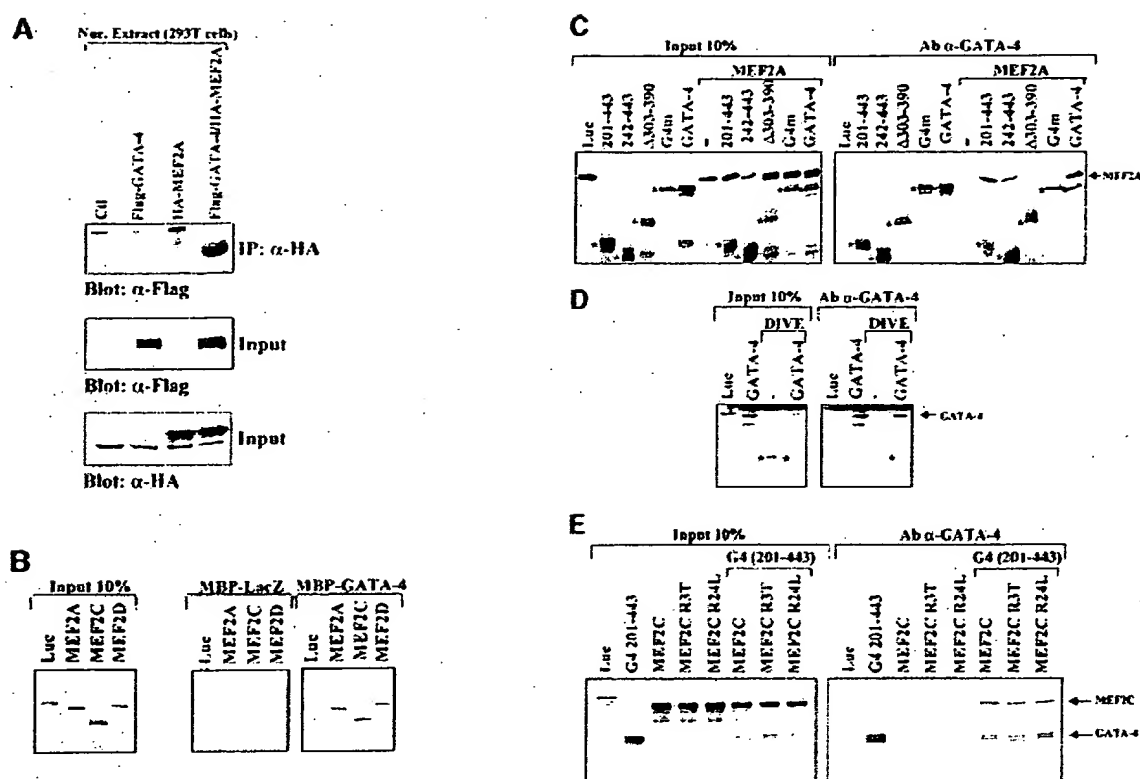 A
Nuc. Extract (293T cells)
Ctl
Flag-GATA-4
HA-MEF2A
Flag-GATA-4/HA-MEF2A
IP: α-HA
Blot: α-Flag
Input
Blot: α-Flag
Input
Blot: α-HA
B
Input 10%
MBP-LacZ
MBP-GATA-4
Luc
MEF2A
MEF2C
MEF2D
Luc
MEF2A
MEF2C
MEF2D
Luc
MEF2A
MEF2C
MEF2D
C
Input 10%
Ab α-GATA-4
MEF2A
MEF2A
Luc
201-443
242-443
Δ303-390
G4m
GATA-4
-
201-443
242-443
Δ303-390
G4m
GATA-4
Luc
201-443
242-443
Δ303-390
G4m
GATA-4
-
201-443
242-443
Δ303-390
G4m
GATA-4
MEF2A
D
Input 10%
Ab α-GATA-4
DIVE
DIVE
Luc
GATA-4
-
GATA-4
Luc
GATA-4
-
GATA-4
GATA-4
E
Input 10%
Ab α-GATA-4
G4 (201-443)
G4 (201-443)
Luc
G4 201-443
MEF2C
MEF2C R3T
MEF2C R24L
MEF2C
MEF2C R3T
MEF2C R24L
Luc
G4 201-443
MEF2C
MEF2C R3T
MEF2C R24L
MEF2C
MEF2C R3T
MEF2C R24L
MEF2C
GATA-4